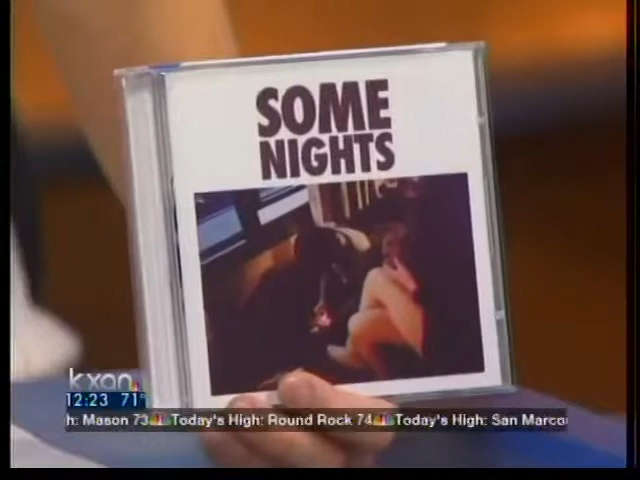 SOME
NIGHTS
kxan
12:23 71°
h: Mason 73 Today's High: Round Rock 74 Today's High: San Marco